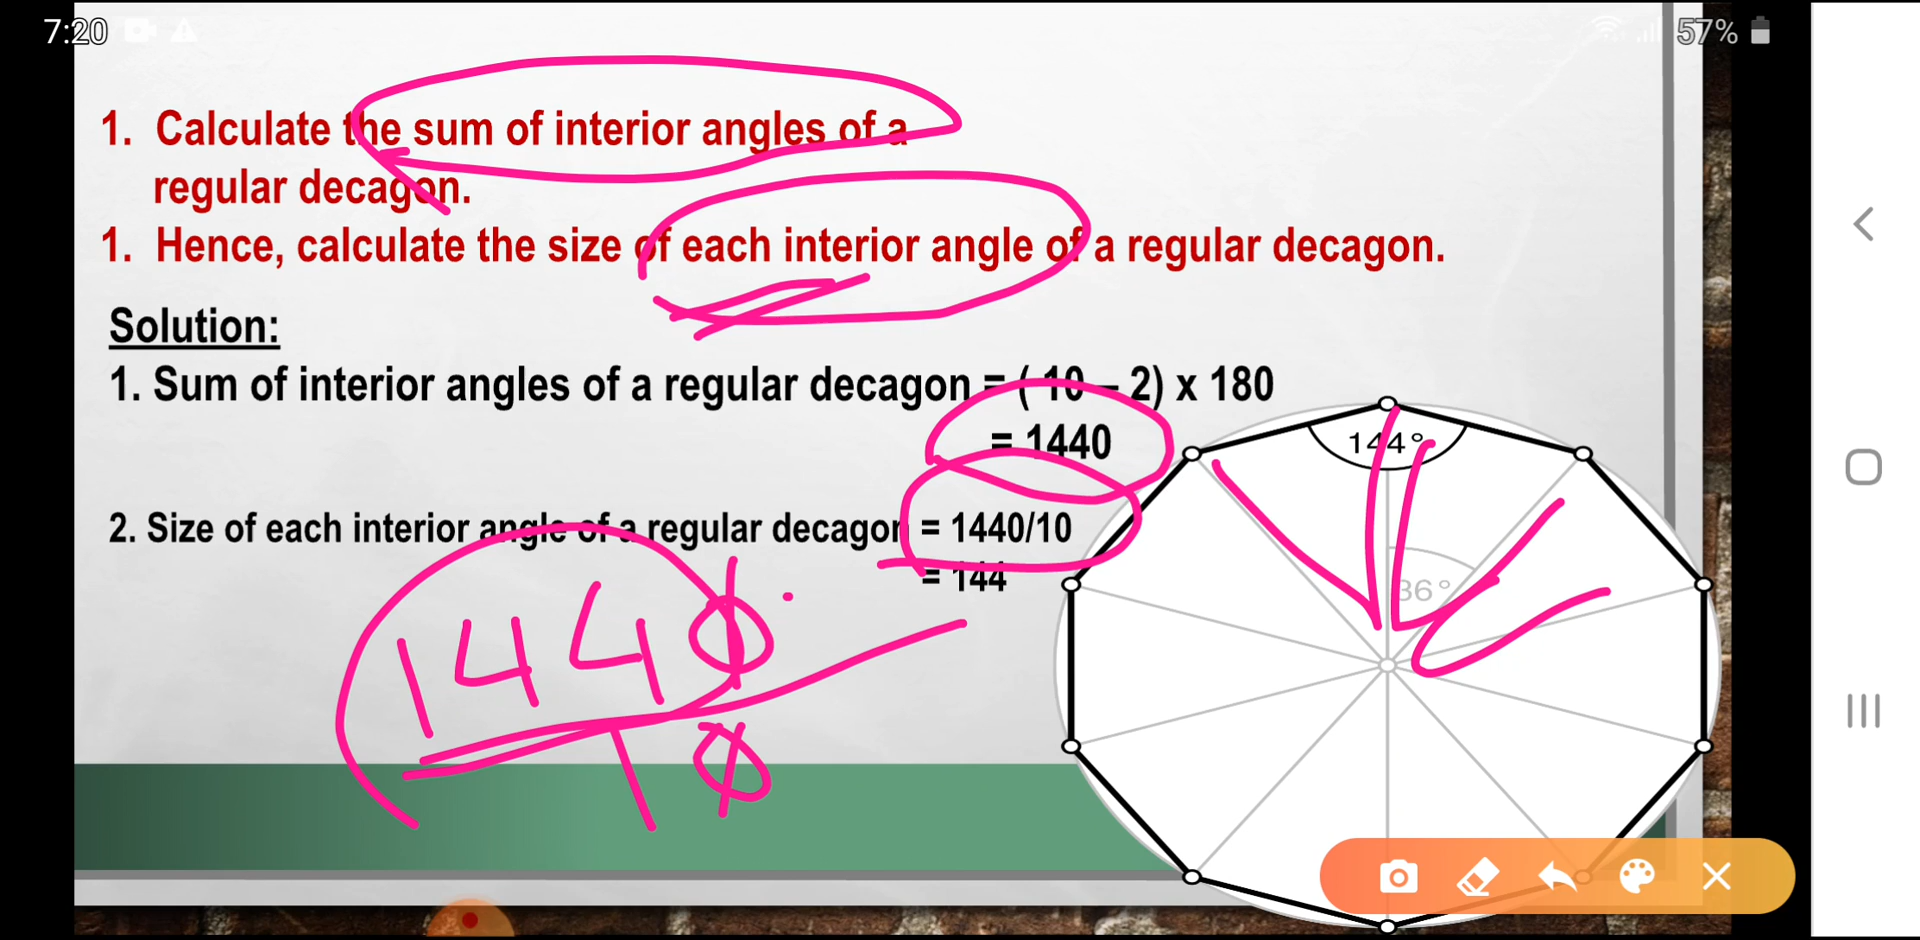 7:20
57%
1. Calculate the sum of interior angles of a
regular decagon.
1. Hence, calculate the size of each interior angle of a regular decagon.
Solution:
1. Sum of interior angles of a regular decagon = ( 10 – 2) x 180
= 1440
2. Size of each interior angle of a regular decagon = 1440/10
= 144
144°
36°
1440
10